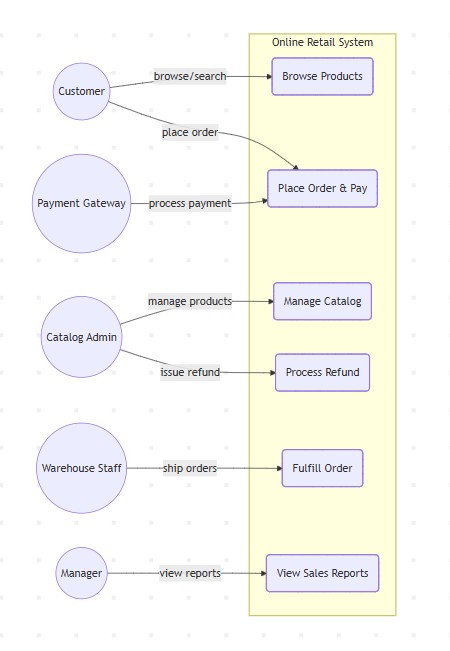 Online Retail System
browse/search
Browse Products
Customer
place order
Place Order & Pay
Payment Gateway
process payment
manage products
Manage Catalog
Catalog Admin
issue refund
Process Refund
Warehouse Staff
ship orders
Fulfill Order
Manager
view reports
View Sales Reports